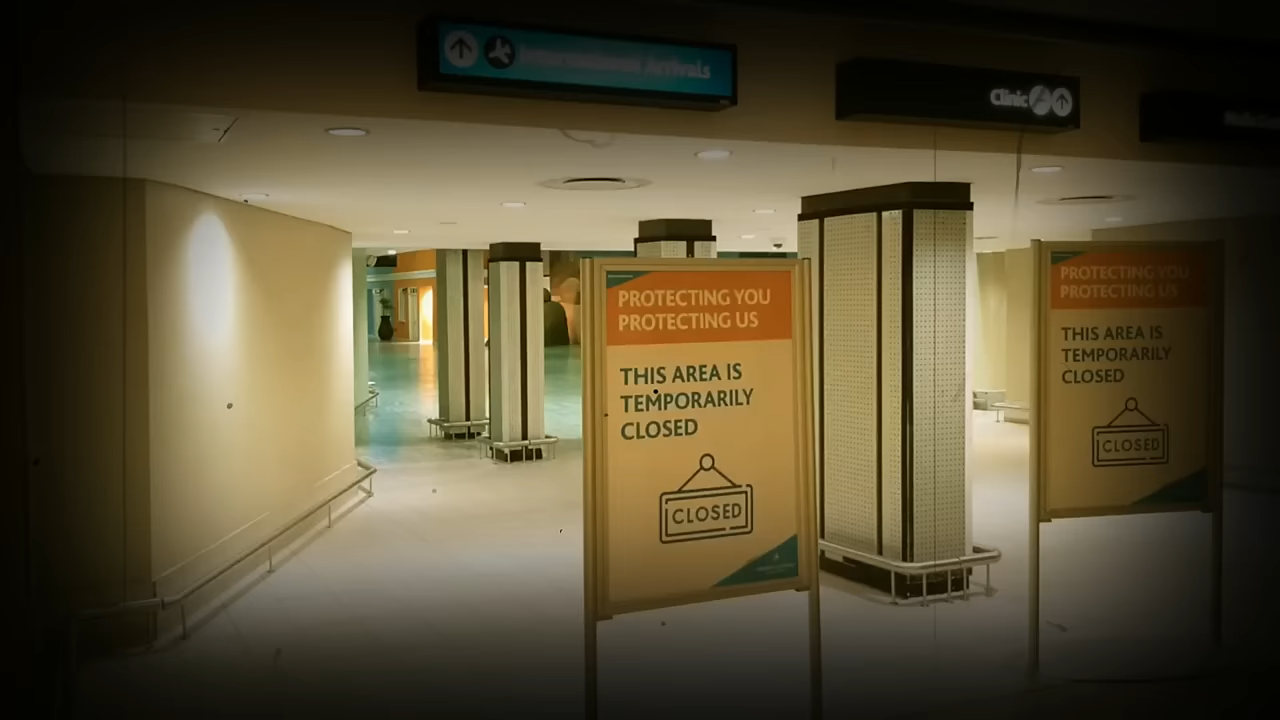 Arrivals
Clinic
PROTECTING YOU
PROTECTING US
THIS AREA IS
TEMPORARILY
CLOSED
CLOSED
PROTECTING YOU
PROTECTING US
THIS AREA IS
TEMPORARILY
CLOSED
CLOSED